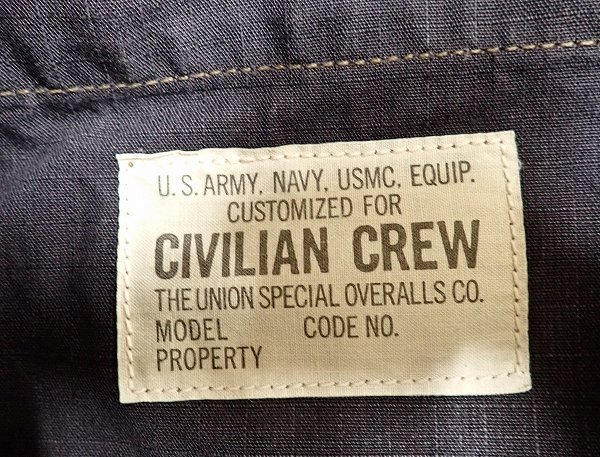 U.S. ARMY, NAVY, USMC, EQUIP.
CUSTOMIZED FOR
CIVILIAN CREW
THE UNION SPECIAL OVERALLS CO.
MODEL CODE NO.
PROPERTY